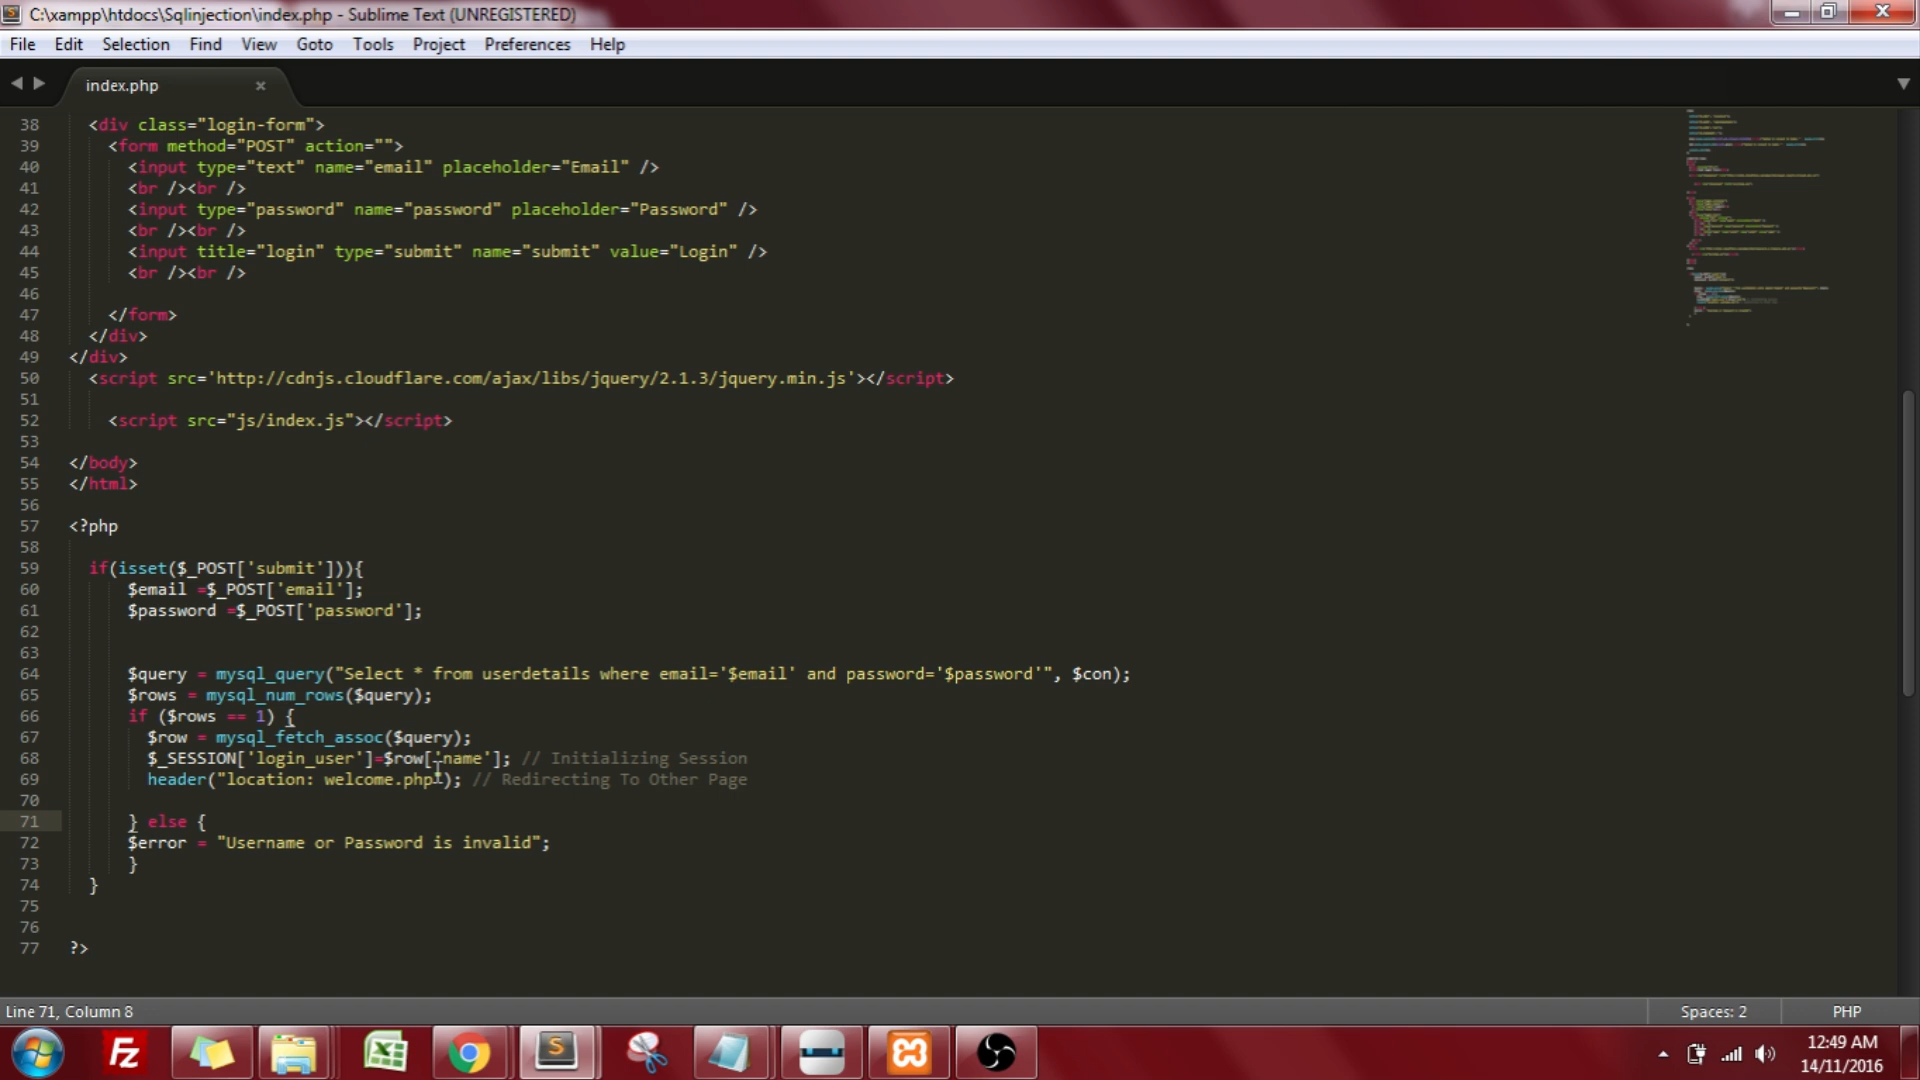 C:\xampp\htdocs\Sqlinjection\index.php - Sublime Text (UNREGISTERED)
File Edit Selection Find View Goto Tools Project Preferences Help
index.php
38 <div class="login-form">
39 <form method="POST" action="">
40 <input type="text" name="email" placeholder="Email" />
41 <br /><br />
42 <input type="password" name="password" placeholder="Password" />
43 <br /><br />
44 <input title="login" type="submit" name="submit" value="Login" />
45 <br /><br />
46
47 </form>
48 </div>
49 </div>
50 <script src='http://cdnjs.cloudflare.com/ajax/libs/jquery/2.1.3/jquery.min.js'></script>
51
52 <script src="js/index.js"></script>
53
54 </body>
55 </html>
56
57 <?php
58
59 if(isset($_POST['submit'])){
60 $email =$_POST['email'];
61 $password =$_POST['password'];
62
63
64 $query = mysql_query("Select * from userdetails where email='$email' and password='$password'", $con);
65 $rows = mysql_num_rows($query);
66 if ($rows == 1) {
67 $row = mysql_fetch_assoc($query);
68 $_SESSION['login_user']=$row['name']; // Initializing Session
69 header("location: welcome.php"); // Redirecting To Other Page
70
71 } else {
72 $error = "Username or Password is invalid";
73 }
74 }
75
76
77 ?>
Line 71, Column 8
Spaces: 2
PHP
12:49 AM
14/11/2016